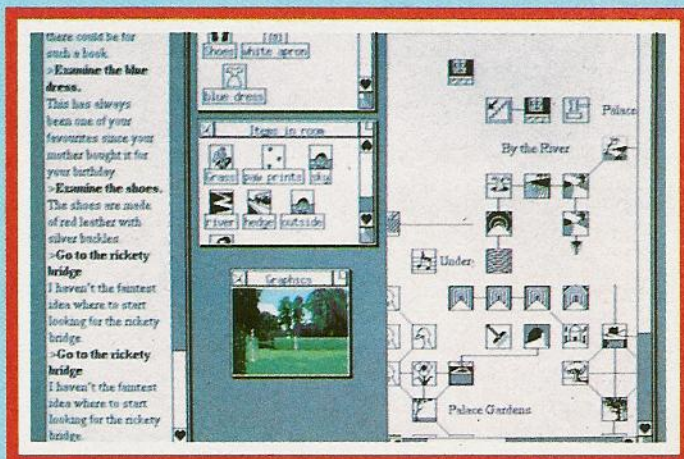 there could be for
such a book.
>Examine the blue
dress.
This has always
been one of your
favourites since your
mother bought it for
your birthday
>Examine the shoes.
The shoes are made
of red leather with
silver buckles.
>Go to the rickety
bridge
I haven't the faintest
idea where to start
looking for the rickety
bridge.
>Go to the rickety
bridge
I haven't the faintest
idea where to start
looking for the rickety
bridge.
Shoes white apron
blue dress
Items in room
Grass paw prints sky
river hedge outside
Graphics
Palace
By the River
Under
Palace Gardens